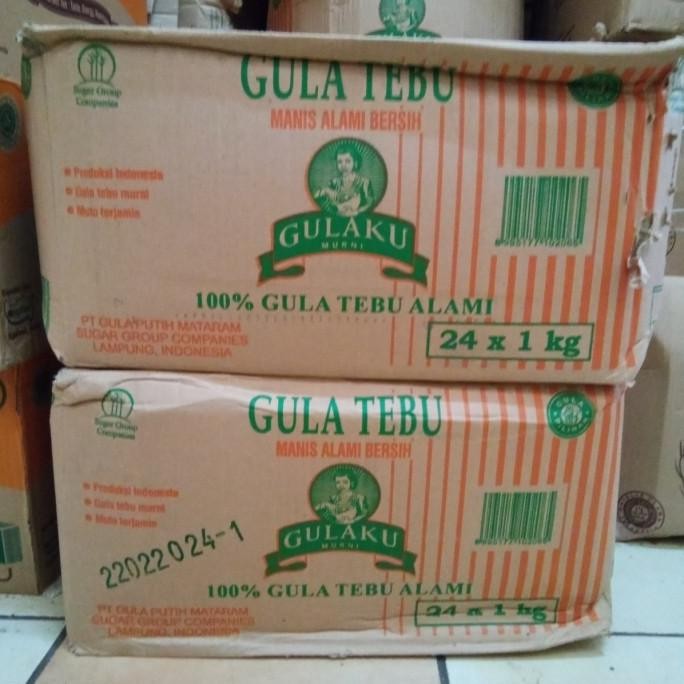 GULA TEBU
Sugar Group
Companies
MANIS ALAMI BERSIH
Produksi Indonesia
Gula tebu murni
Mutu terjamin
GULAKU
MURNI
100% GULA TEBU ALAMI
PT GULA PUTIH MATARAM
SUGAR GROUP COMPANIES
LAMPUNG, INDONESIA
24 x 1 kg
GULA TEBU
Sugar Group
Companies
GULA
MANIS ALAMI BERSIH
Produksi Indonesia
Gula tebu murni
Mutu terjamin
GULAKU
MURNI
22022024-1
100% GULA TEBU ALAMI
PT GULA PUTIH MATARAM
SUGAR GROUP COMPANIES
LAMPUNG, INDONESIA
24 x 1 kg